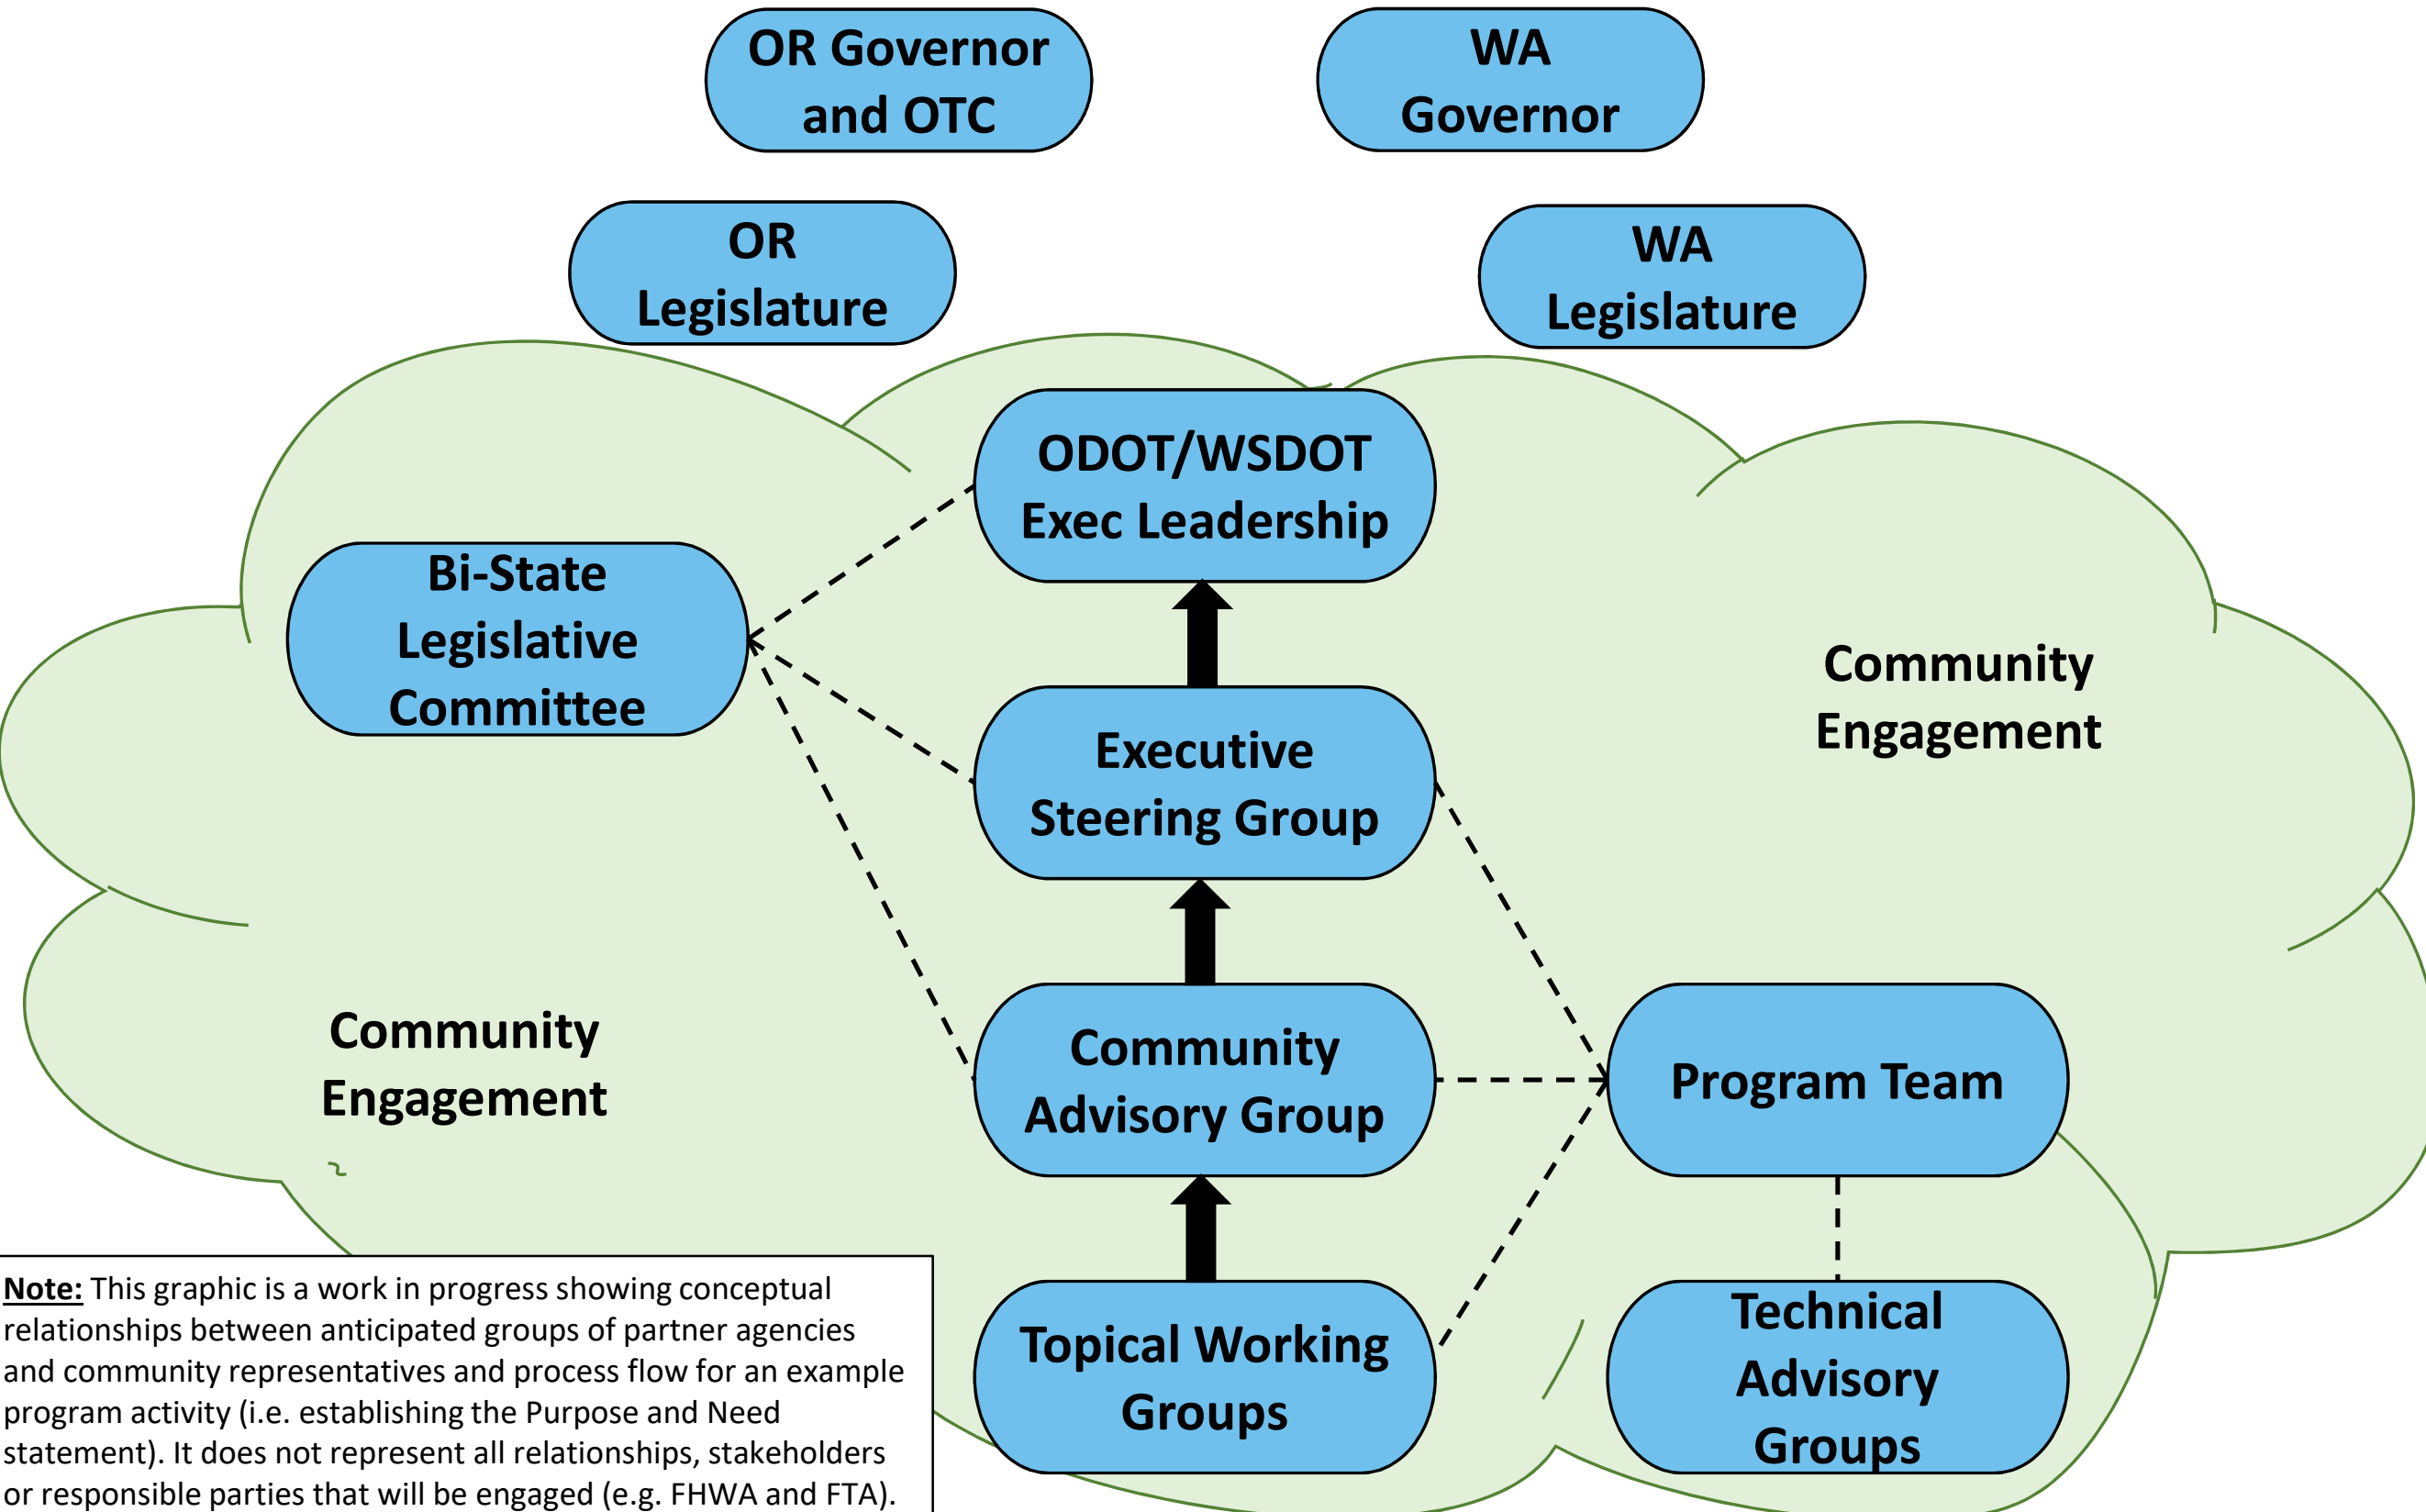 OR Governor
and OTC
WA
Governor
OR
Legislature
WA
Legislature
ODOT/WSDOT
Exec Leadership
Bi-State
Legislative
Committee
Community
Engagement
Executive
Steering Group
Community
Engagement
Community
Advisory Group
Program Team
Topical Working
Groups
Technical
Advisory
Groups
Note: This graphic is a work in progress showing conceptual
relationships between anticipated groups of partner agencies
and community representatives and process flow for an example
program activity (i.e. establishing the Purpose and Need
statement). It does not represent all relationships, stakeholders
or responsible parties that will be engaged (e.g. FHWA and FTA).